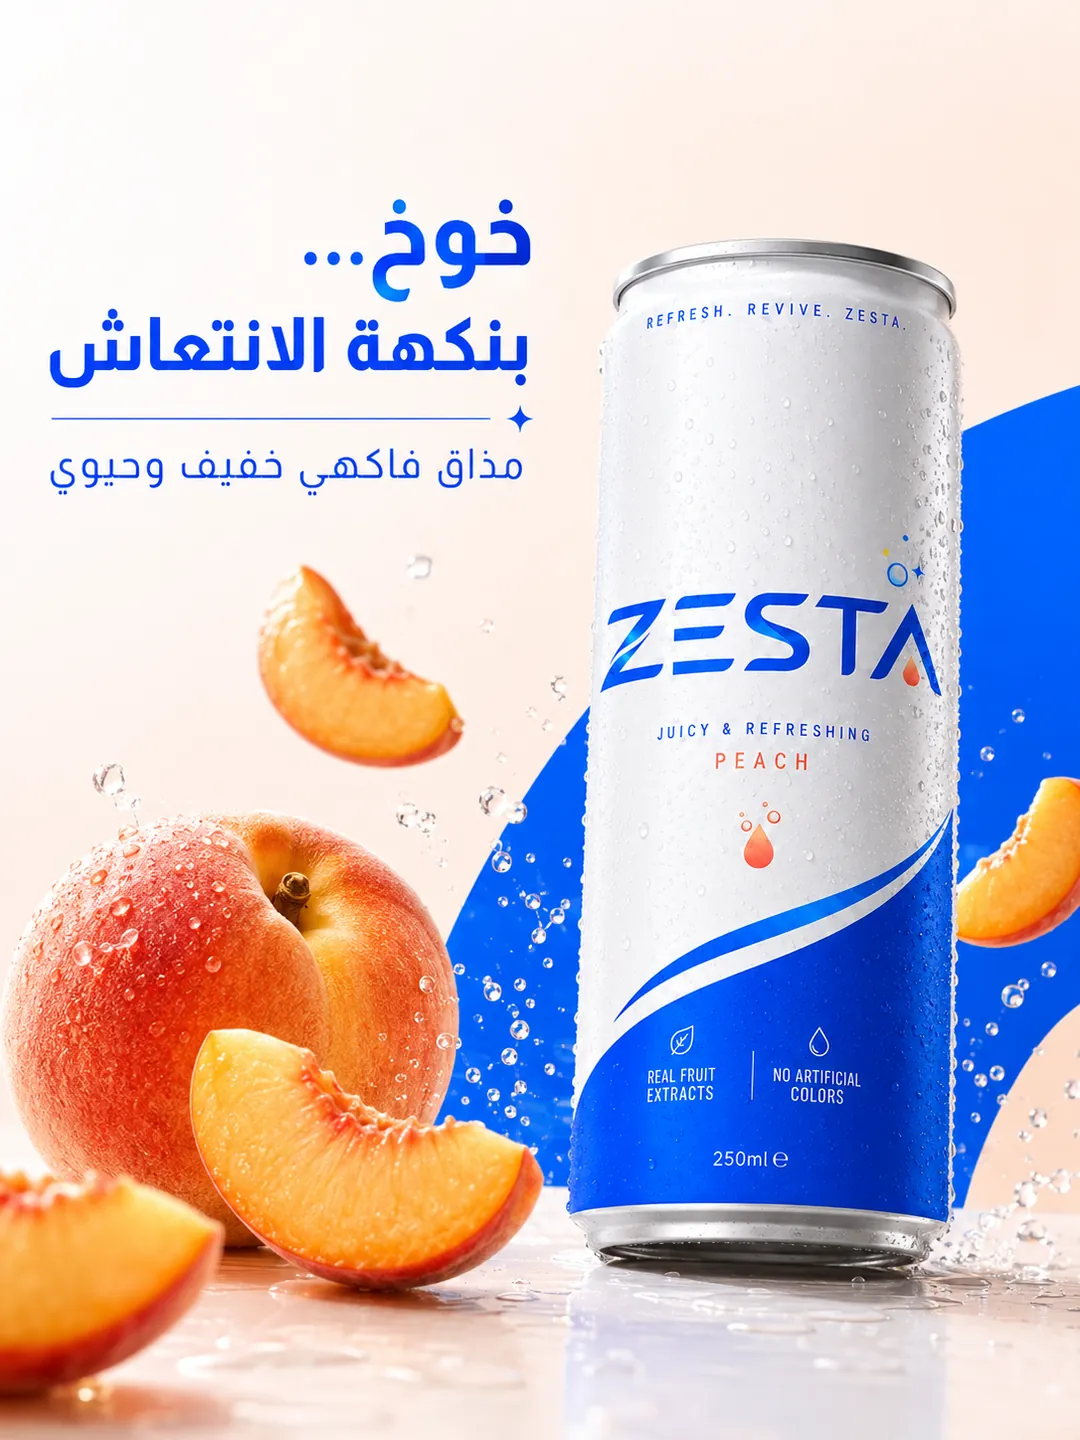 خوخ...
بنكهة الانتعاش
مذاق فاكهي خفيف وحيوي
REFRESH. REVIVE. ZESTA.
ZESTA
JUICY & REFRESHING
PEACH
REAL FRUIT
EXTRACTS
NO ARTIFICIAL
COLORS
250ml ℮